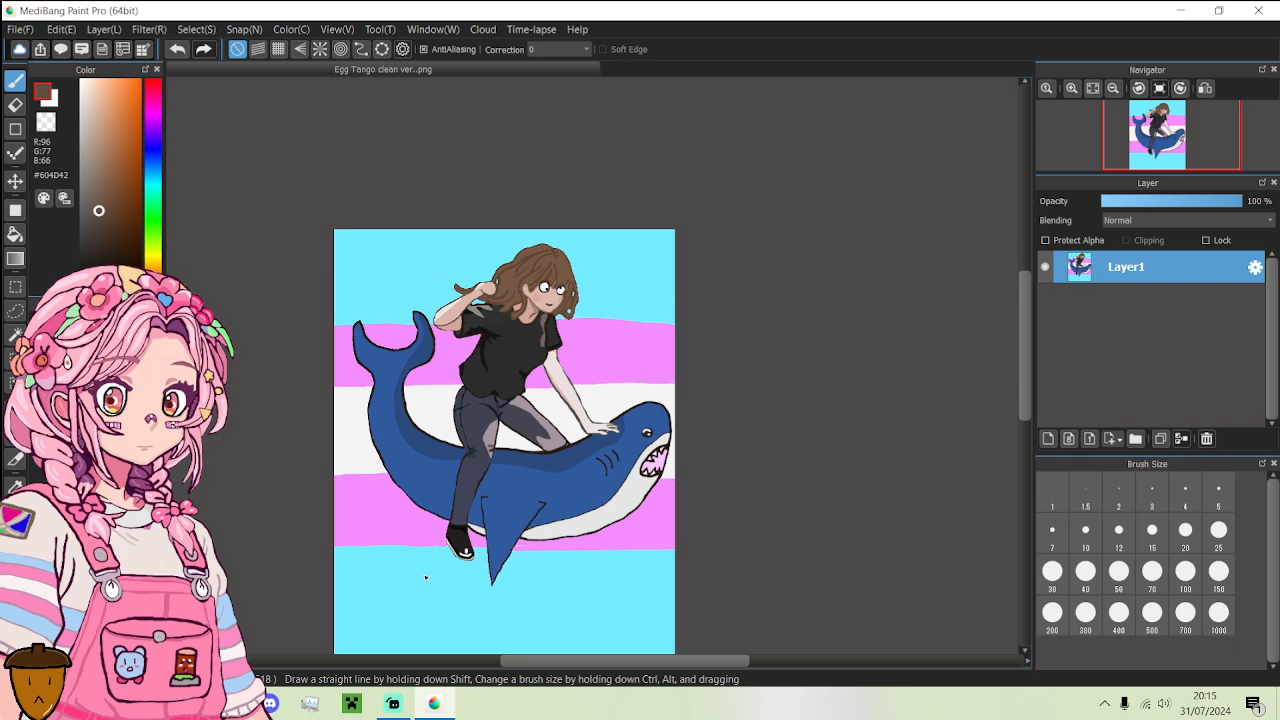 MediBang Paint Pro (64bit)
File(F) Edit(E) Layer(L) Filter(R) Select(S) Snap(N) Color(C) View(V) Tool(T) Window(W) Cloud Time-lapse Help
AntiAliasing Correction 0 Soft Edge
Color
Egg Tango clean ver..png
Navigator
R:96
G:77
B:66
#604D42
Layer
Opacity 100 %
Blending Normal
Protect Alpha Clipping Lock
Layer1
Brush Size
1 1.5 2 3 4 5
7 10 12 15 20 25
30 40 50 70 100 150
200 300 400 500 700 1000
18 ) Draw a straight line by holding down Shift, Change a brush size by holding down Ctrl, Alt, and dragging
20:15
31/07/2024
1